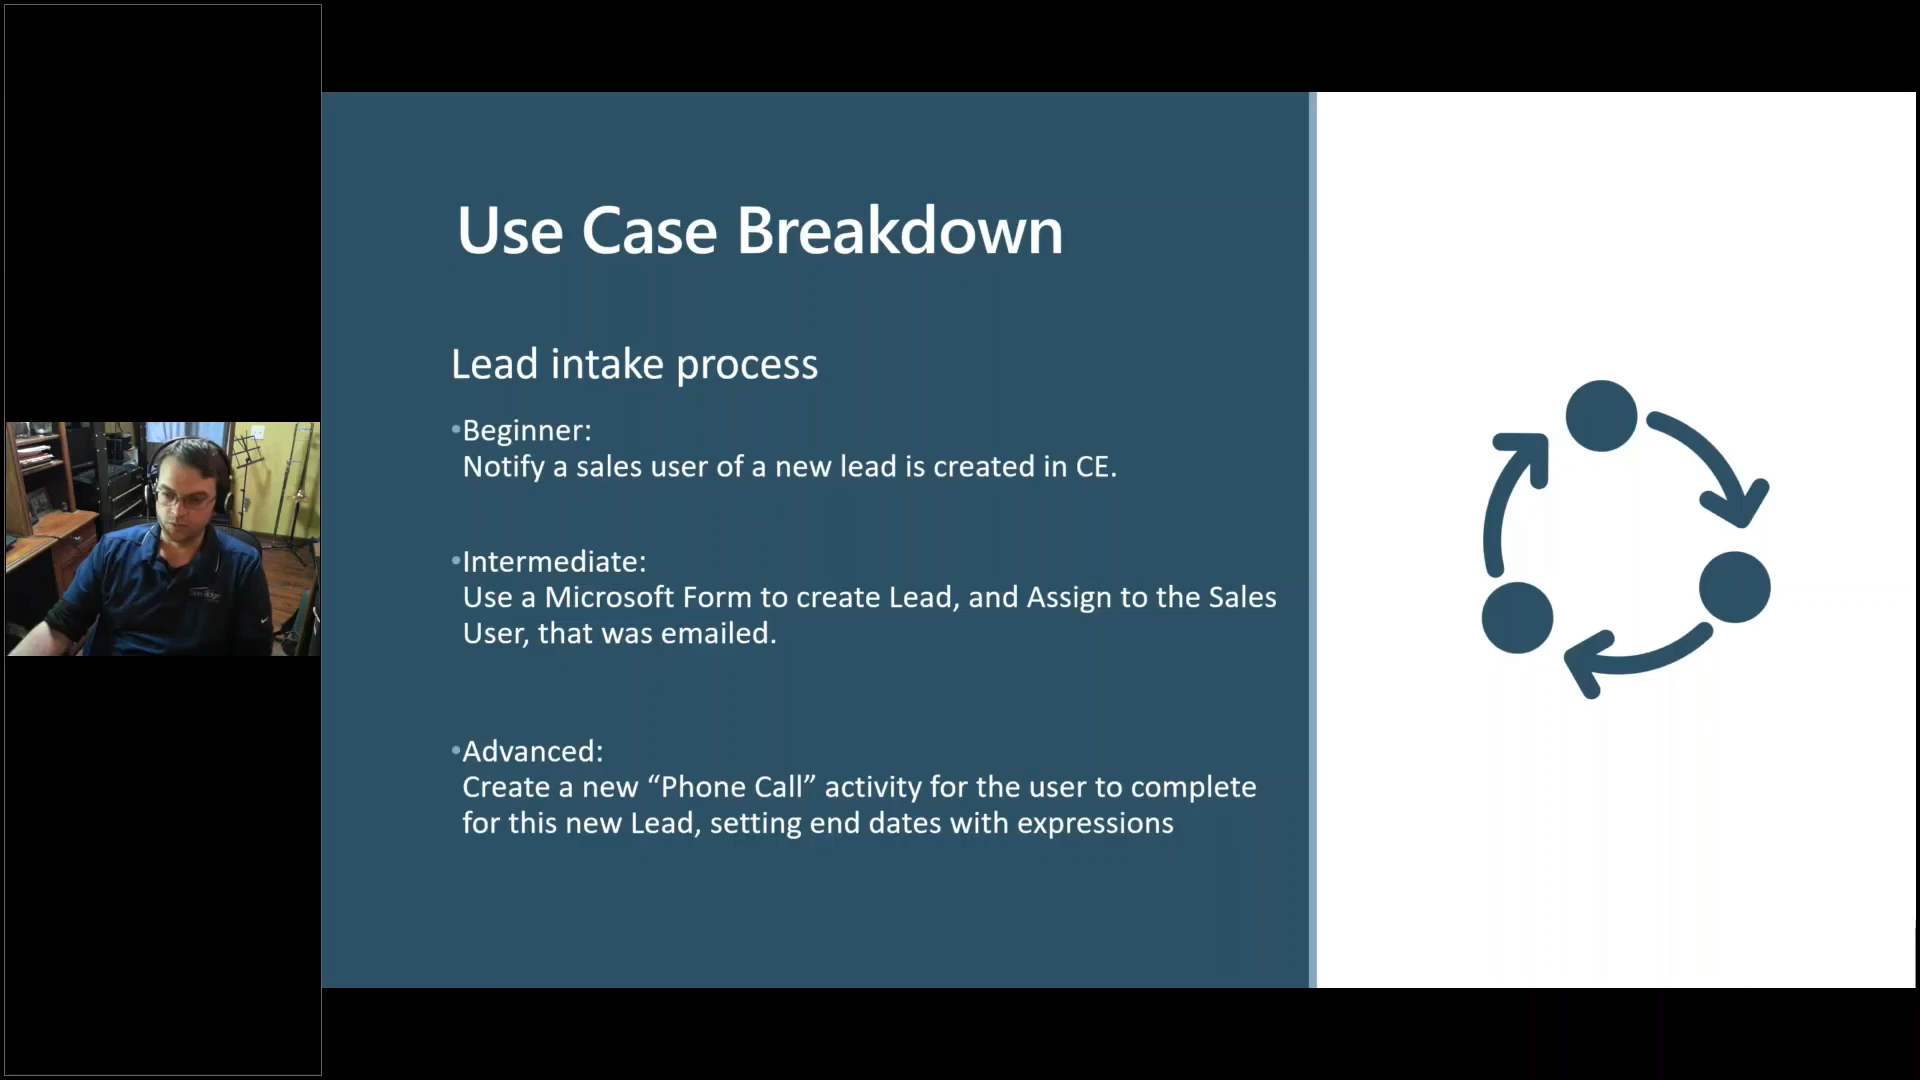 Use Case Breakdown
Lead intake process
•Beginner:
Notify a sales user of a new lead is created in CE.
•Intermediate:
Use a Microsoft Form to create Lead, and Assign to the Sales
User, that was emailed.
•Advanced:
Create a new “Phone Call” activity for the user to complete
for this new Lead, setting end dates with expressions